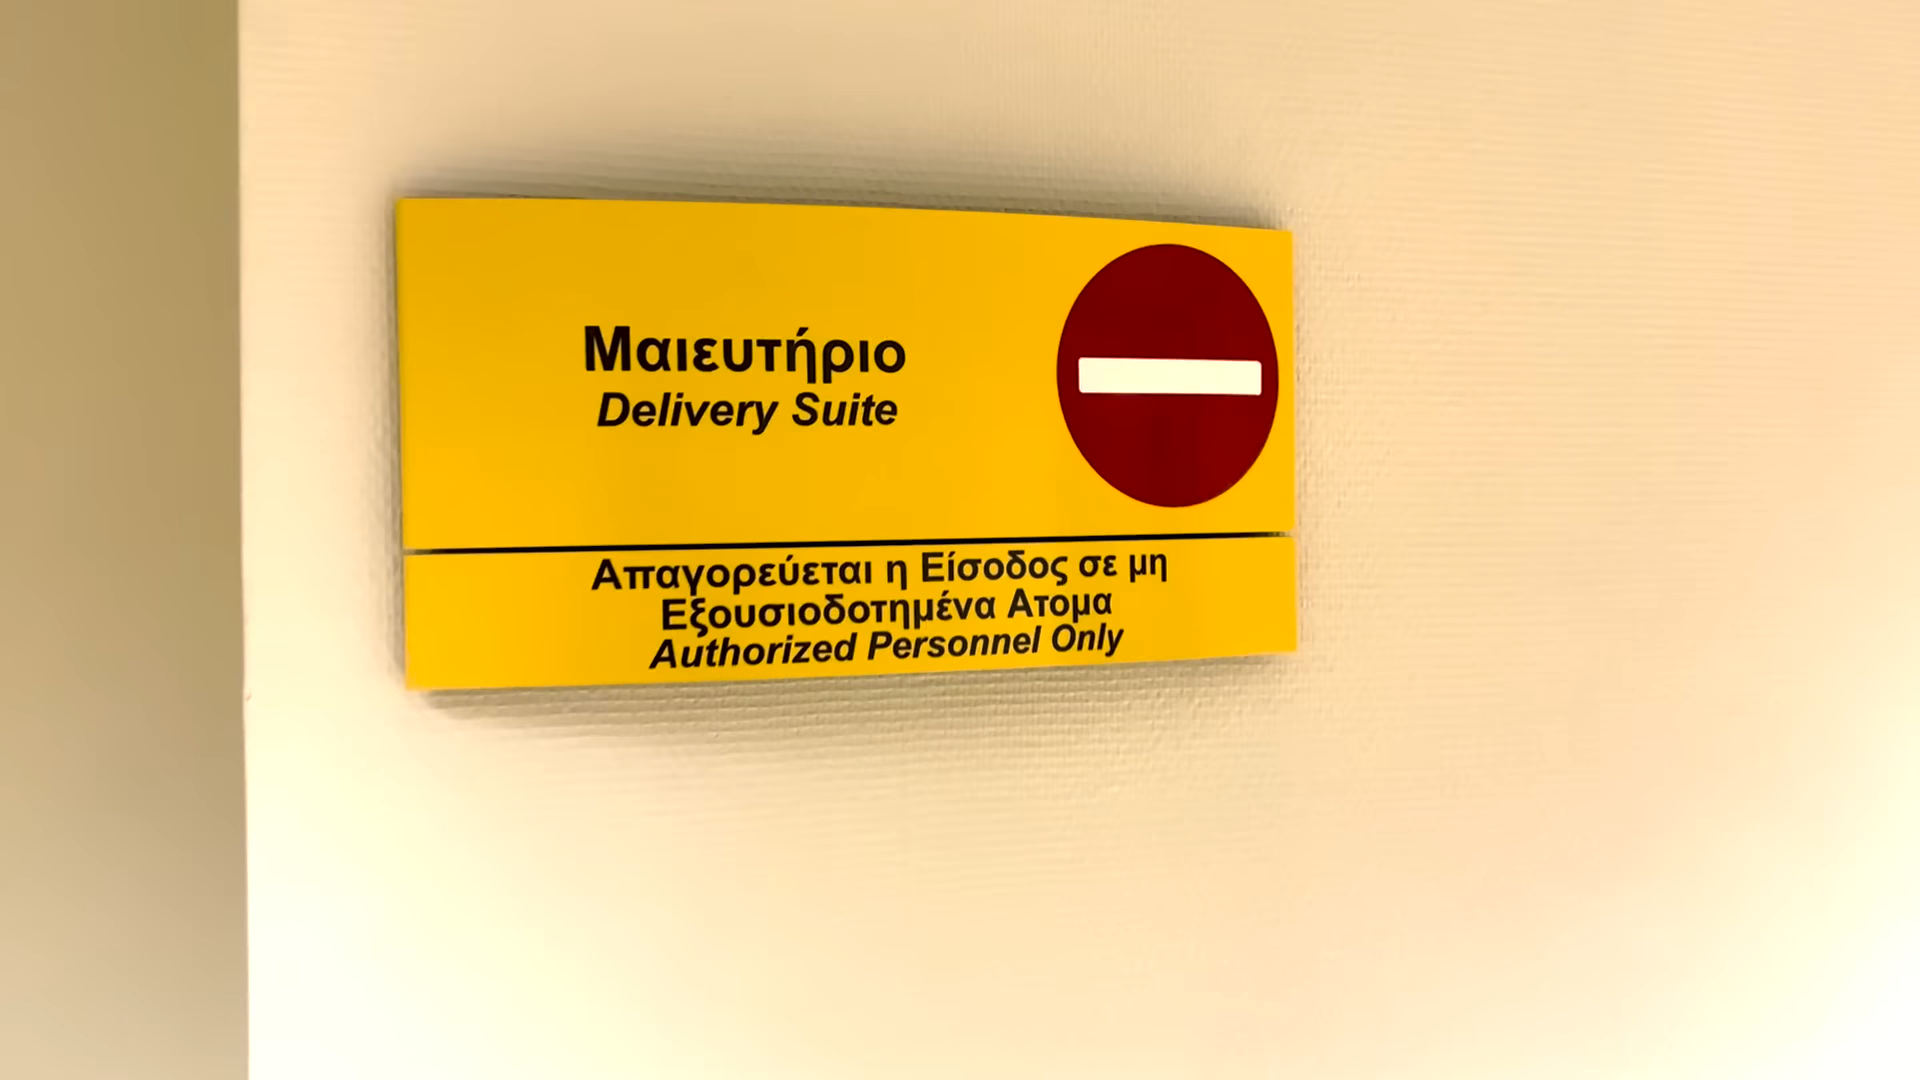 Μαιευτήριο
Delivery Suite
Απαγορεύεται η Είσοδος σε μη
Εξουσιοδοτημένα Ατομα
Authorized Personnel Only